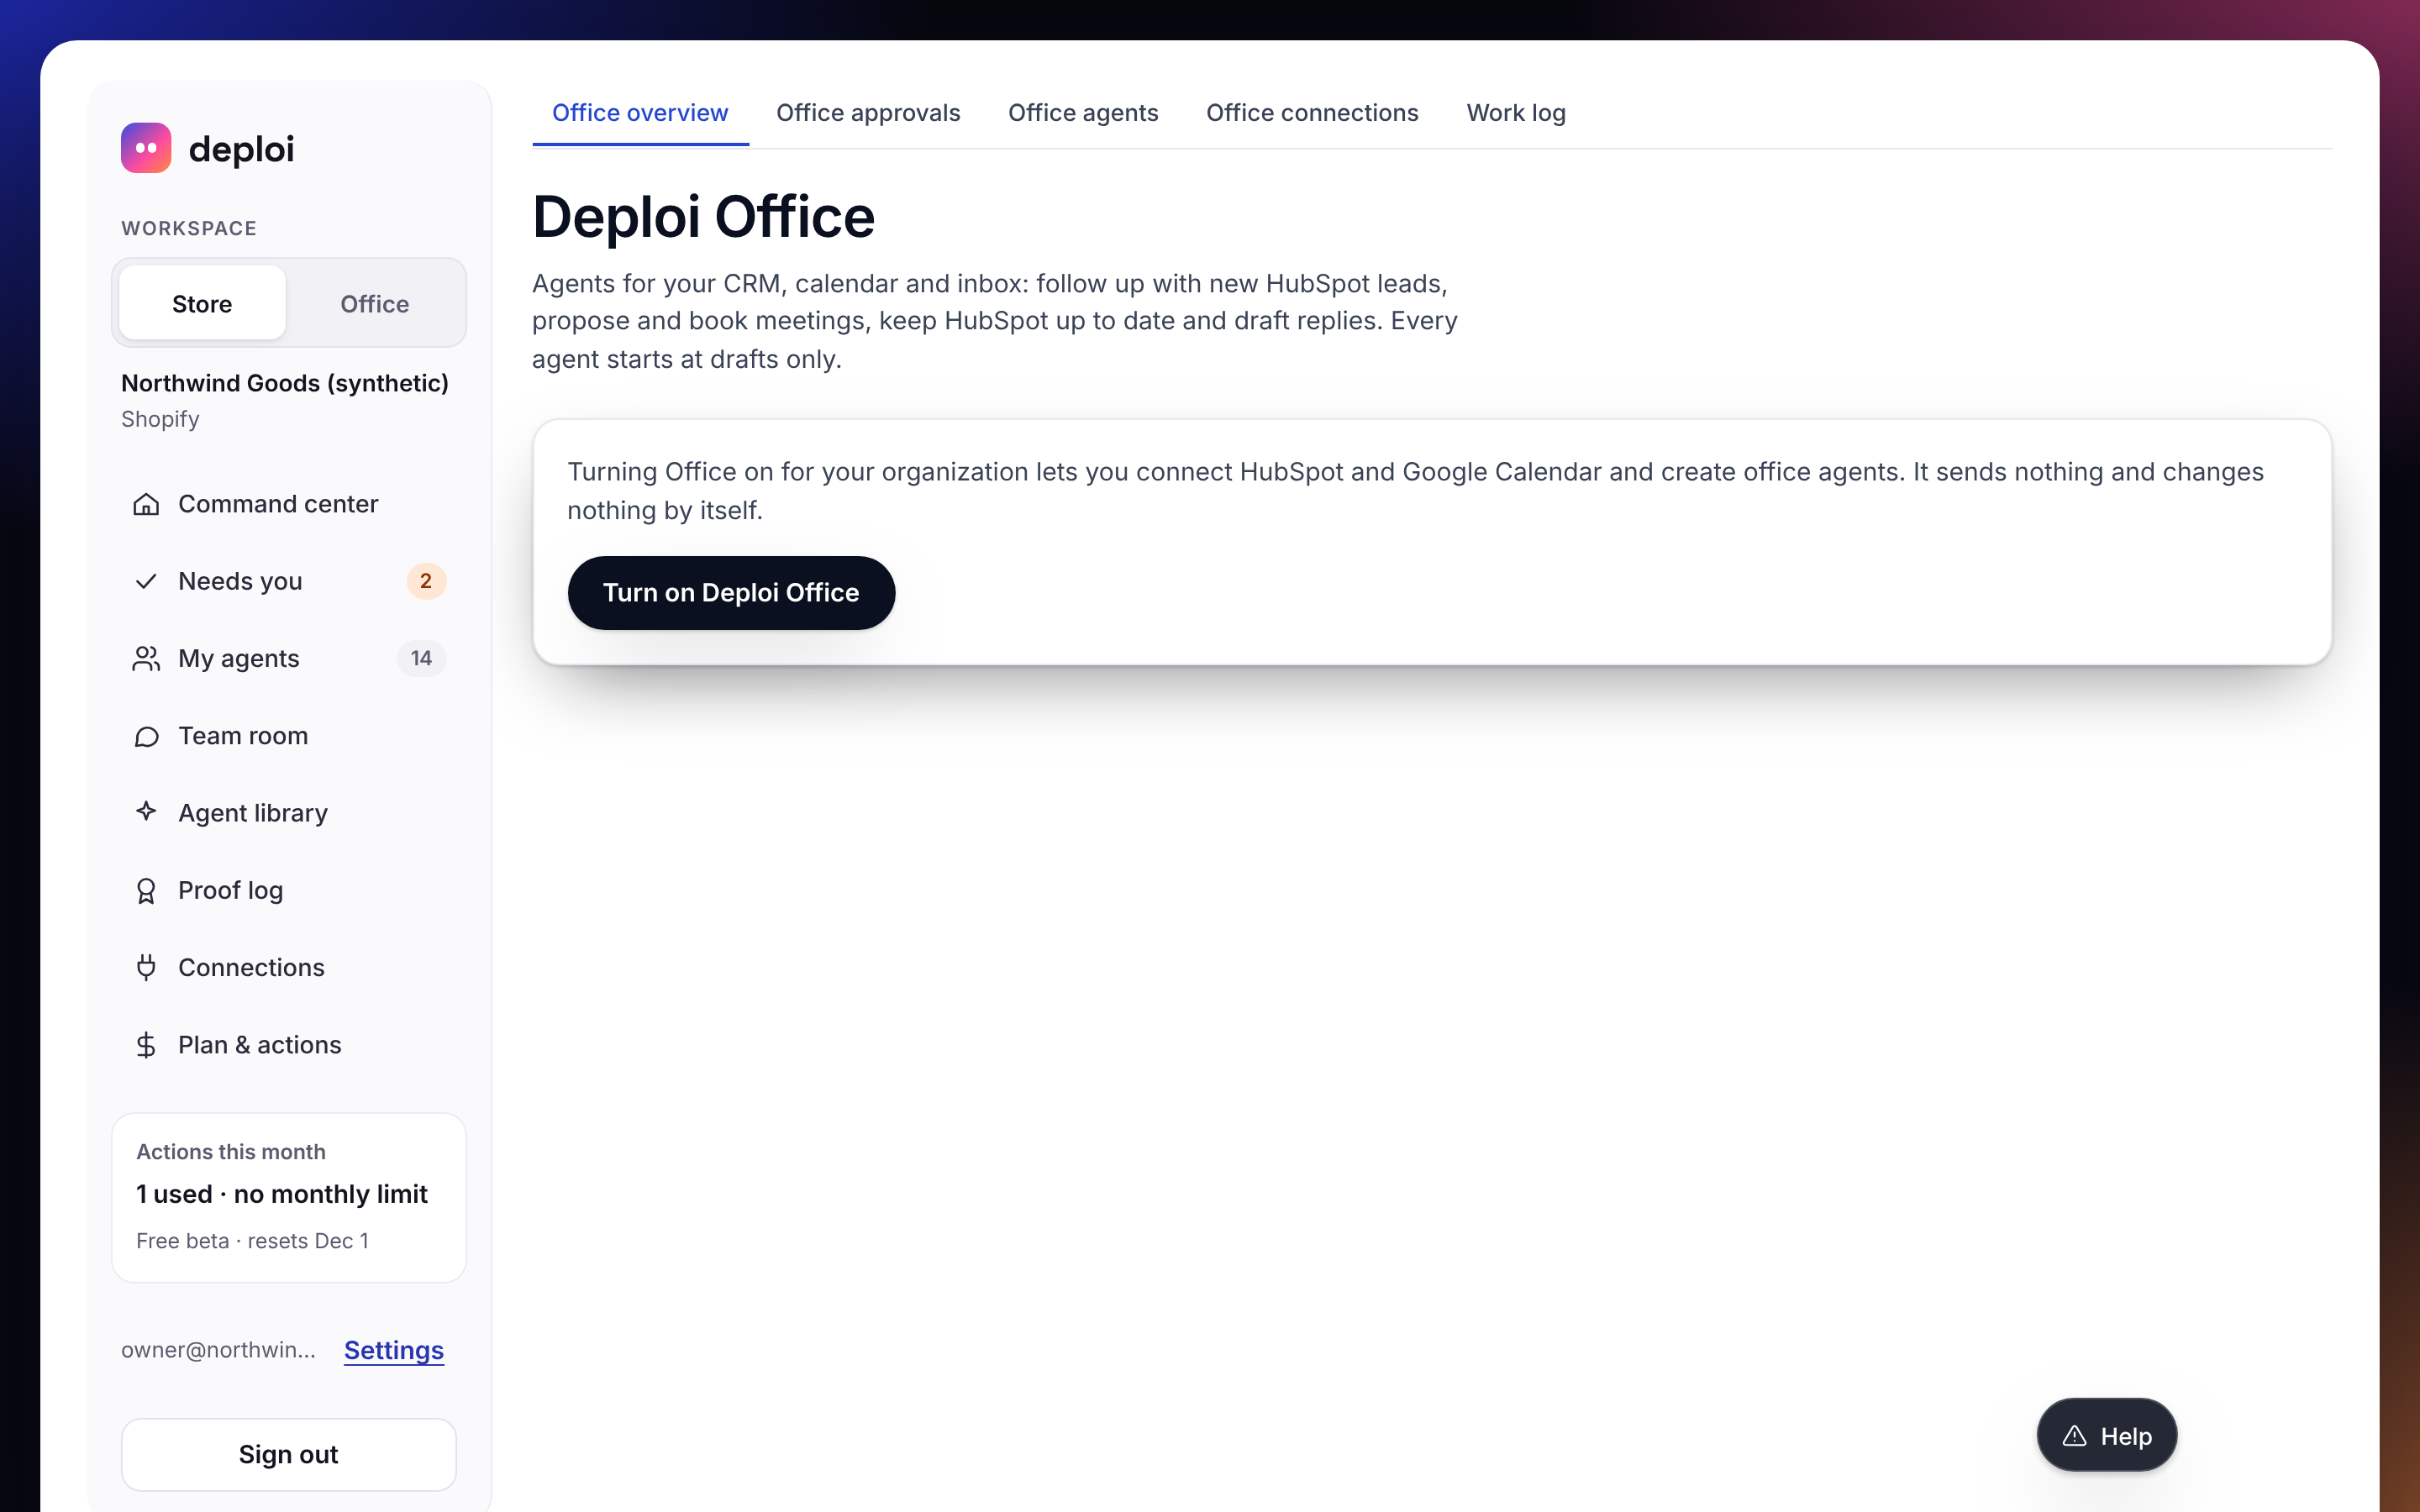 deploi
WORKSPACE
Store
Office
Northwind Goods (synthetic)
Shopify
Command center
Needs you 2
My agents 14
Team room
Agent library
Proof log
Connections
Plan & actions
Actions this month
1 used · no monthly limit
Free beta · resets Dec 1
owner@northwin... Settings
Sign out
Office overview Office approvals Office agents Office connections Work log
Deploi Office
Agents for your CRM, calendar and inbox: follow up with new HubSpot leads,
propose and book meetings, keep HubSpot up to date and draft replies. Every
agent starts at drafts only.
Turning Office on for your organization lets you connect HubSpot and Google Calendar and create office agents. It sends nothing and changes
nothing by itself.
Turn on Deploi Office
Help